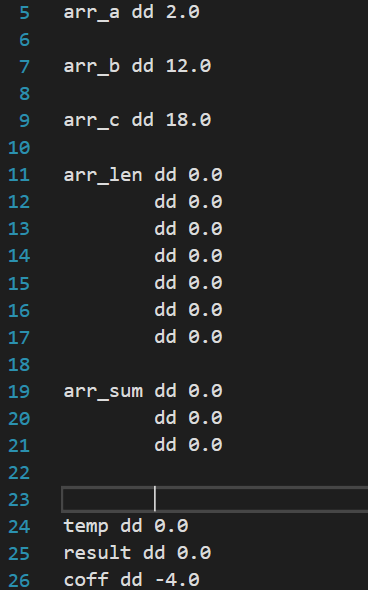 5 arr_a dd 2.0
6
7 arr_b dd 12.0
8
9 arr_c dd 18.0
10
11 arr_len dd 0.0
12 dd 0.0
13 dd 0.0
14 dd 0.0
15 dd 0.0
16 dd 0.0
17 dd 0.0
18
19 arr_sum dd 0.0
20 dd 0.0
21 dd 0.0
22
23
24 temp dd 0.0
25 result dd 0.0
26 coff dd -4.0